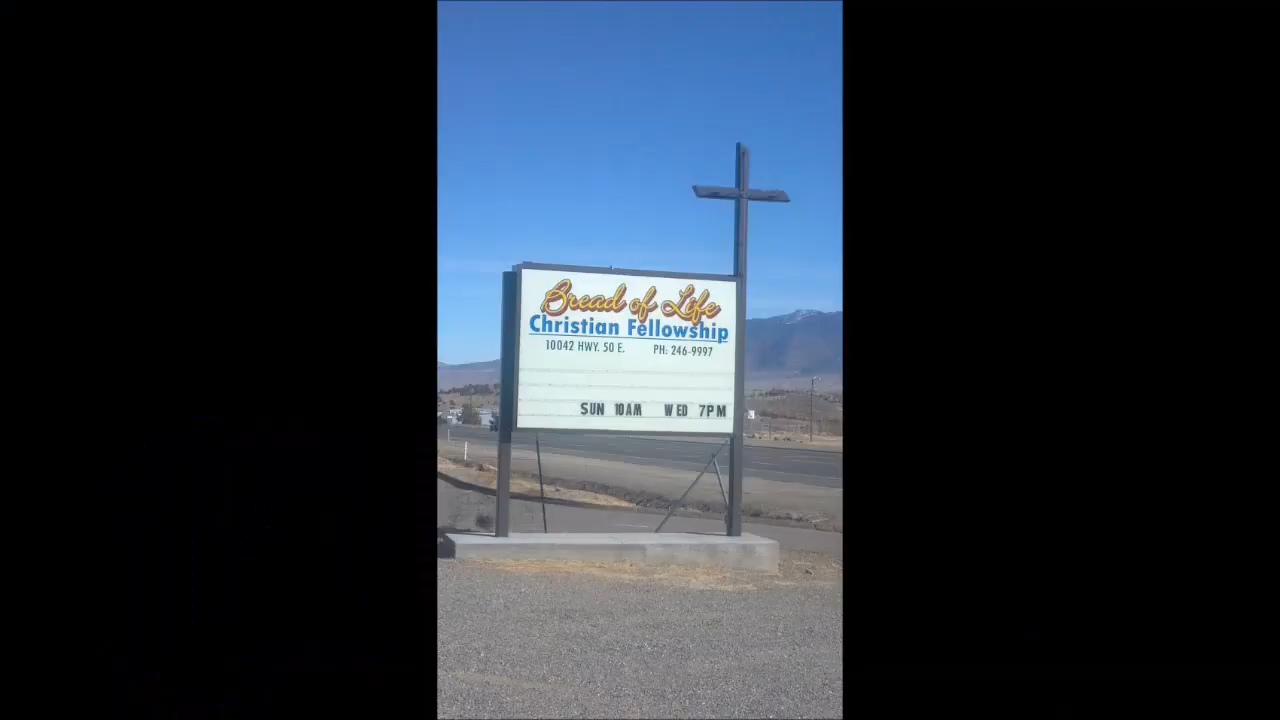 Bread of Life
Christian Fellowship
10042 HWY. 50 E. PH: 246-9997
SUN 10AM WED 7PM